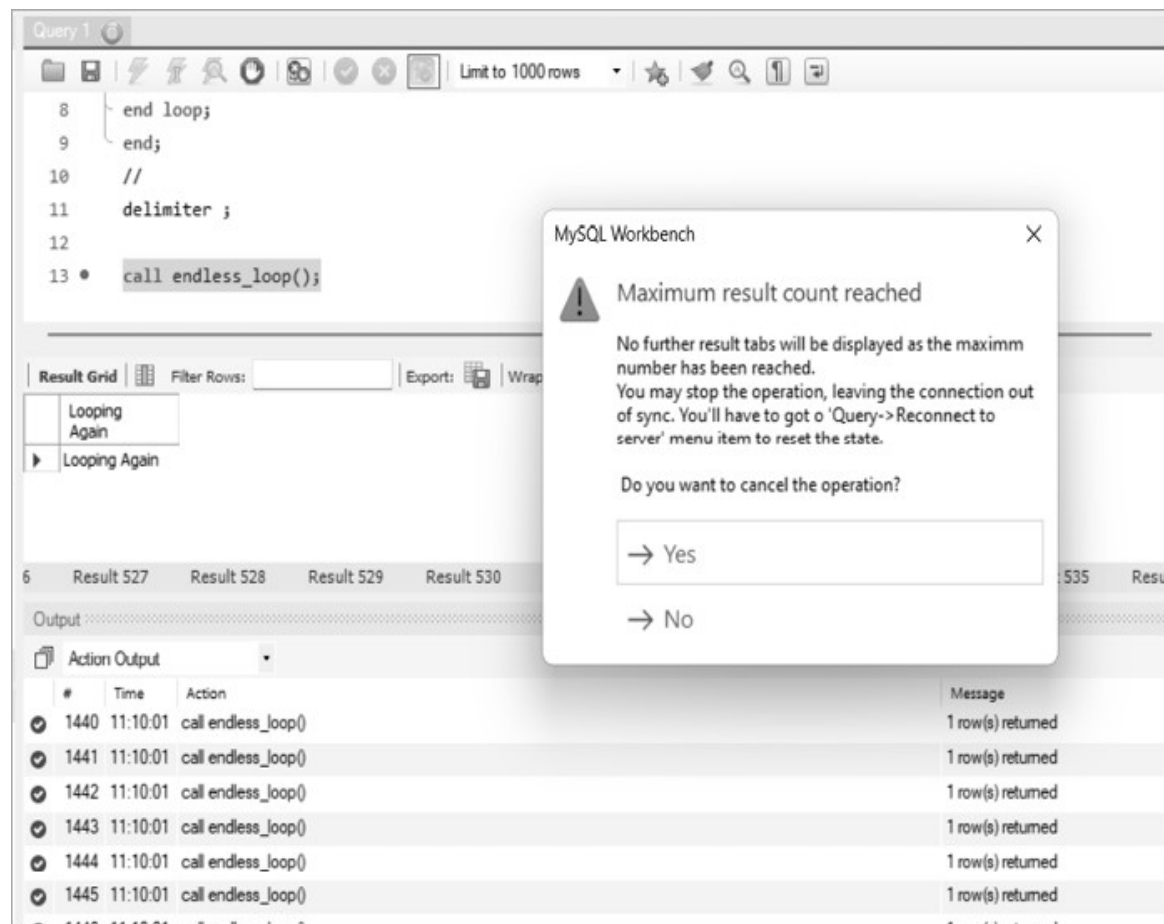 Query 1
Limit to 1000 rows
8 end loop;
9 end;
10 //
11 delimiter ;
12
13 call endless_loop();
Result Grid Filter Rows: Export: Wrap
Looping
Again
Looping Again
6 Result 527 Result 528 Result 529 Result 530 535
Output
Action Output
# Time Action Message
1440 11:10:01 call endless_loop() 1 row(s) returned
1441 11:10:01 call endless_loop() 1 row(s) returned
1442 11:10:01 call endless_loop() 1 row(s) returned
1443 11:10:01 call endless_loop() 1 row(s) returned
1444 11:10:01 call endless_loop() 1 row(s) returned
1445 11:10:01 call endless_loop() 1 row(s) returned
MySQL Workbench
Maximum result count reached
No further result tabs will be displayed as the maximm
number has been reached.
You may stop the operation, leaving the connection out
of sync. You'll have to got o 'Query->Reconnect to
server' menu item to reset the state.
Do you want to cancel the operation?
→ Yes
→ No